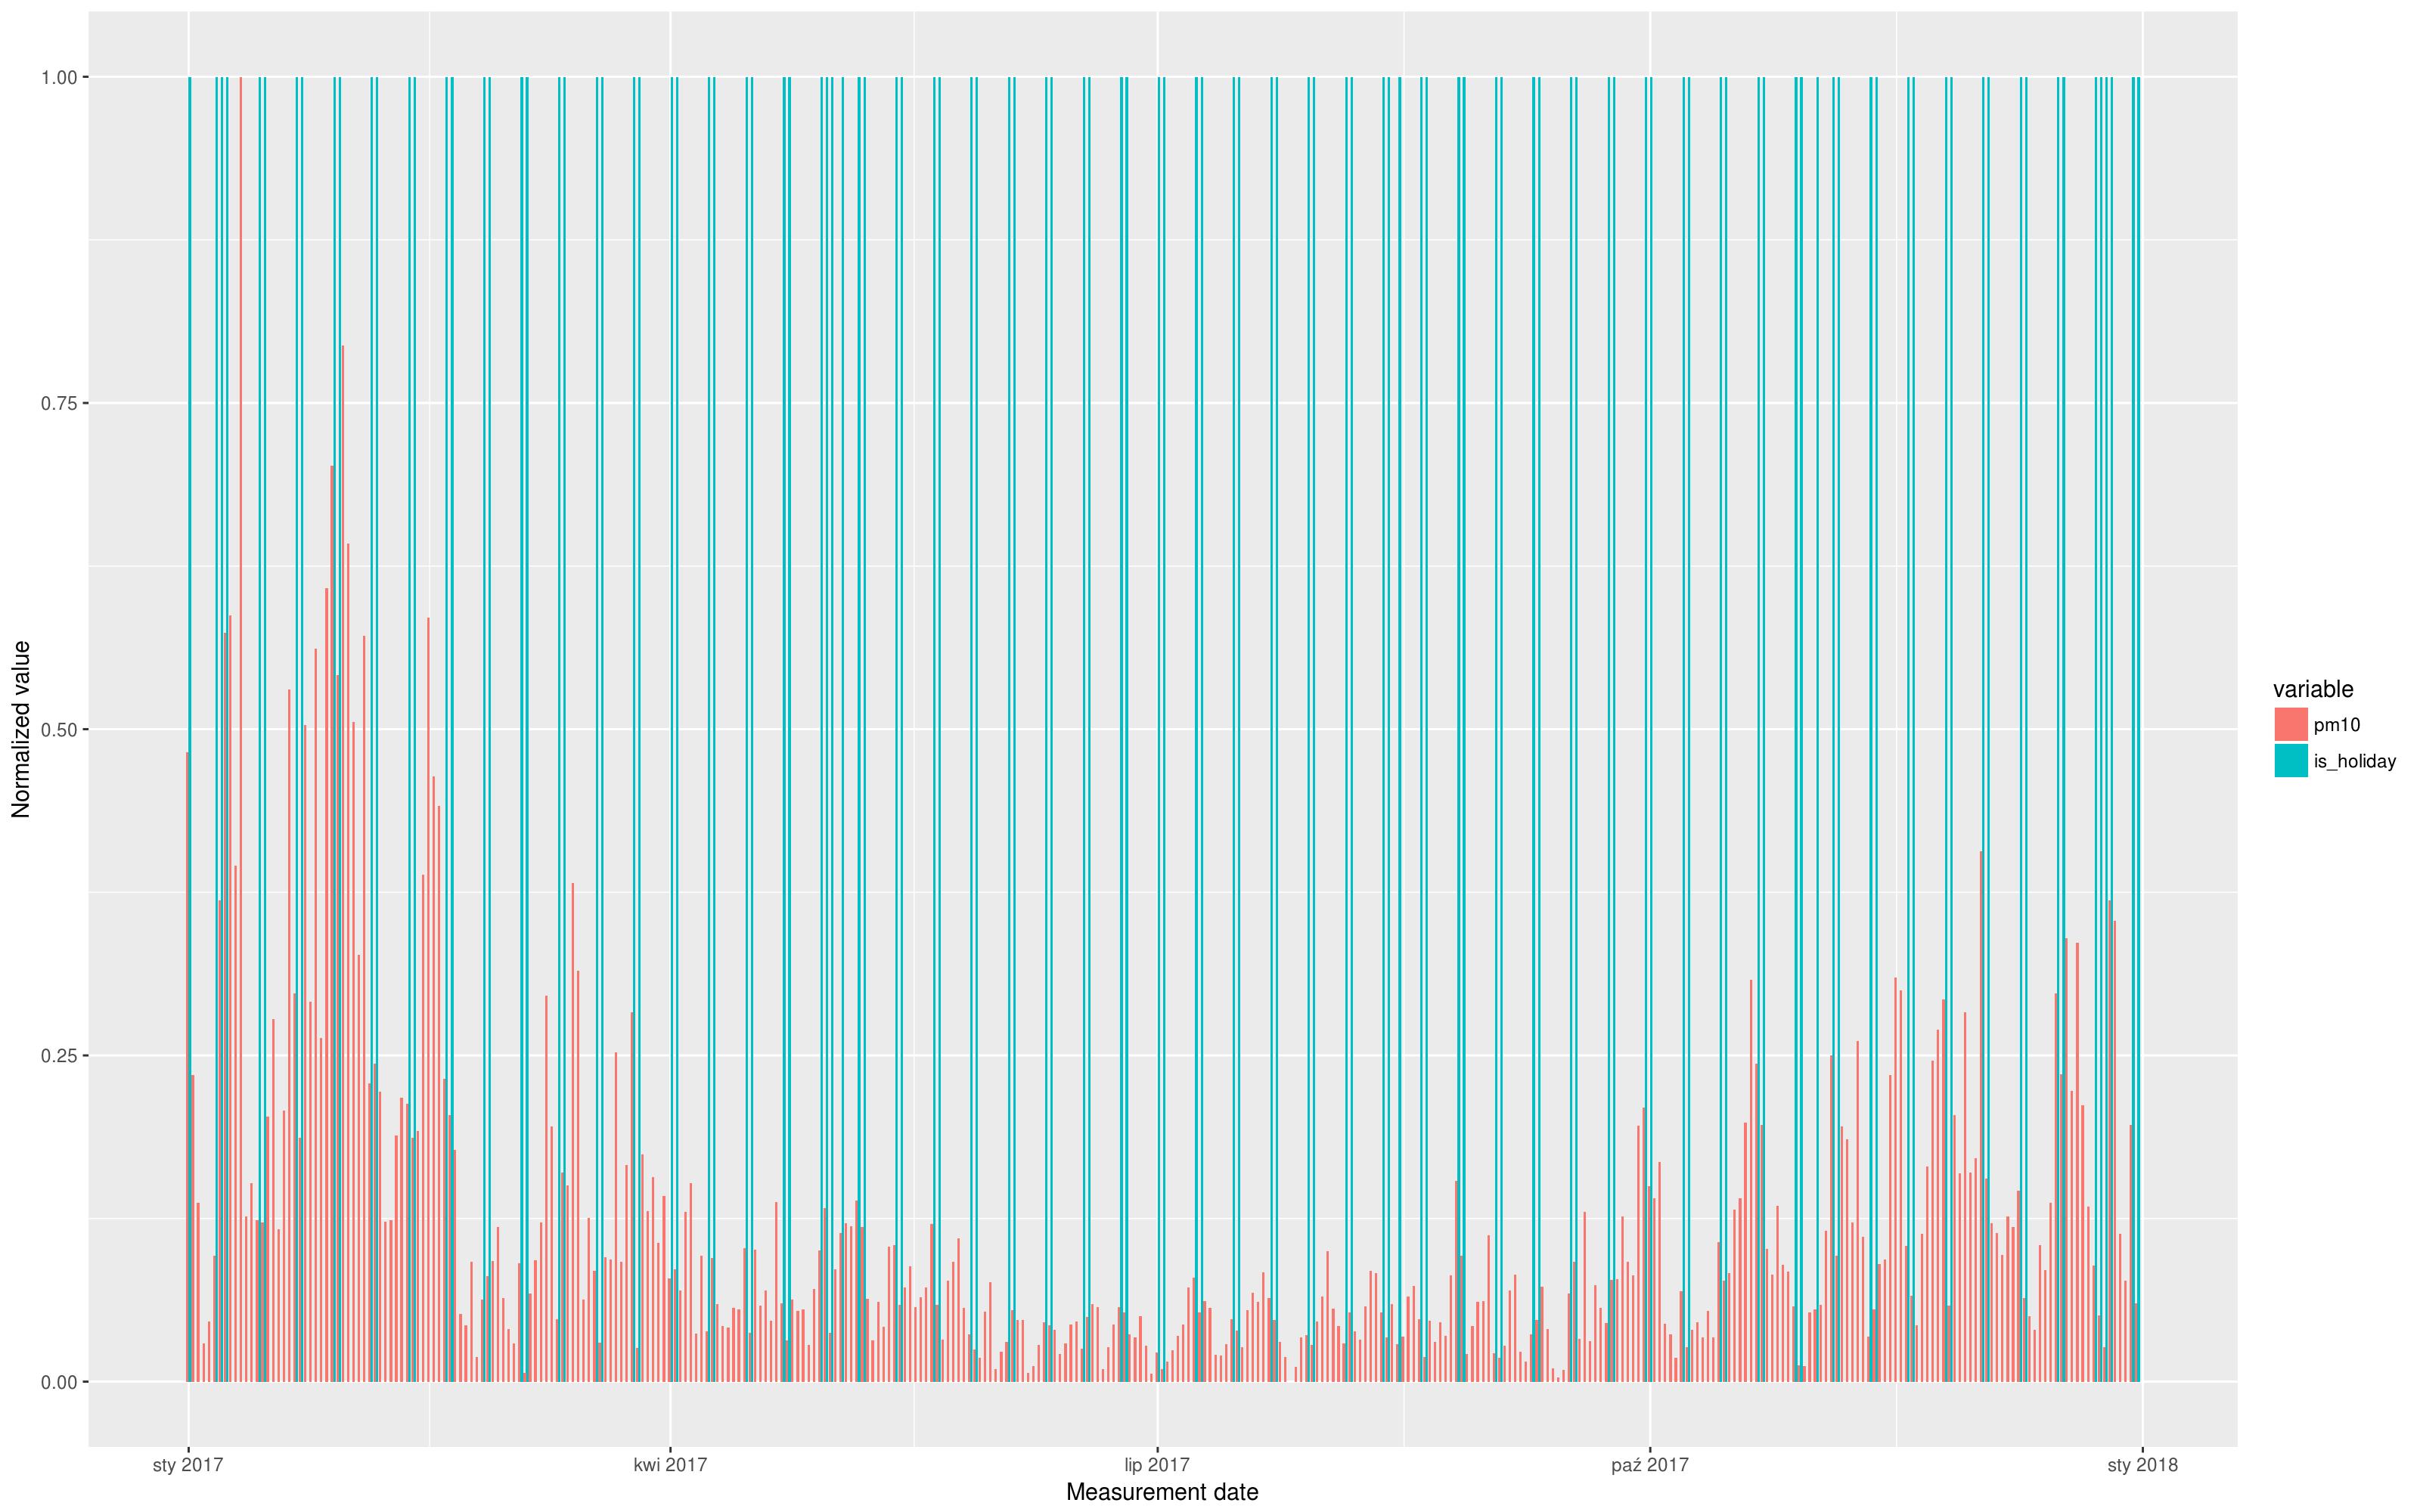 1.00
0.75
0.50
0.25
0.00
Normalized value
sty 2017
kwi 2017
lip 2017
paź 2017
sty 2018
Measurement date
variable
pm10
is_holiday